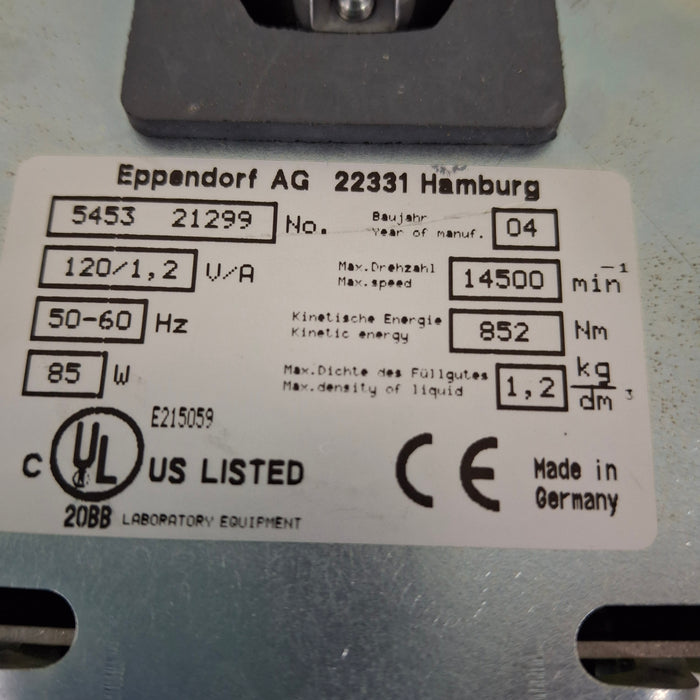 Eppendorf AG 22331 Hamburg
5453 21299 No.
Baujahr
Year of manuf. 04
120/1,2 V/A
Max.Drehzahl
Max.speed 14500 min⁻¹
50-60 Hz
Kinetische Energie
Kinetic energy 852 Nm
85 W
Max.Dichte des Füllgutes
Max.density of liquid 1,2 kg/dm³
E215059
C UL US LISTED
CE
Made in
Germany
20BB LABORATORY EQUIPMENT